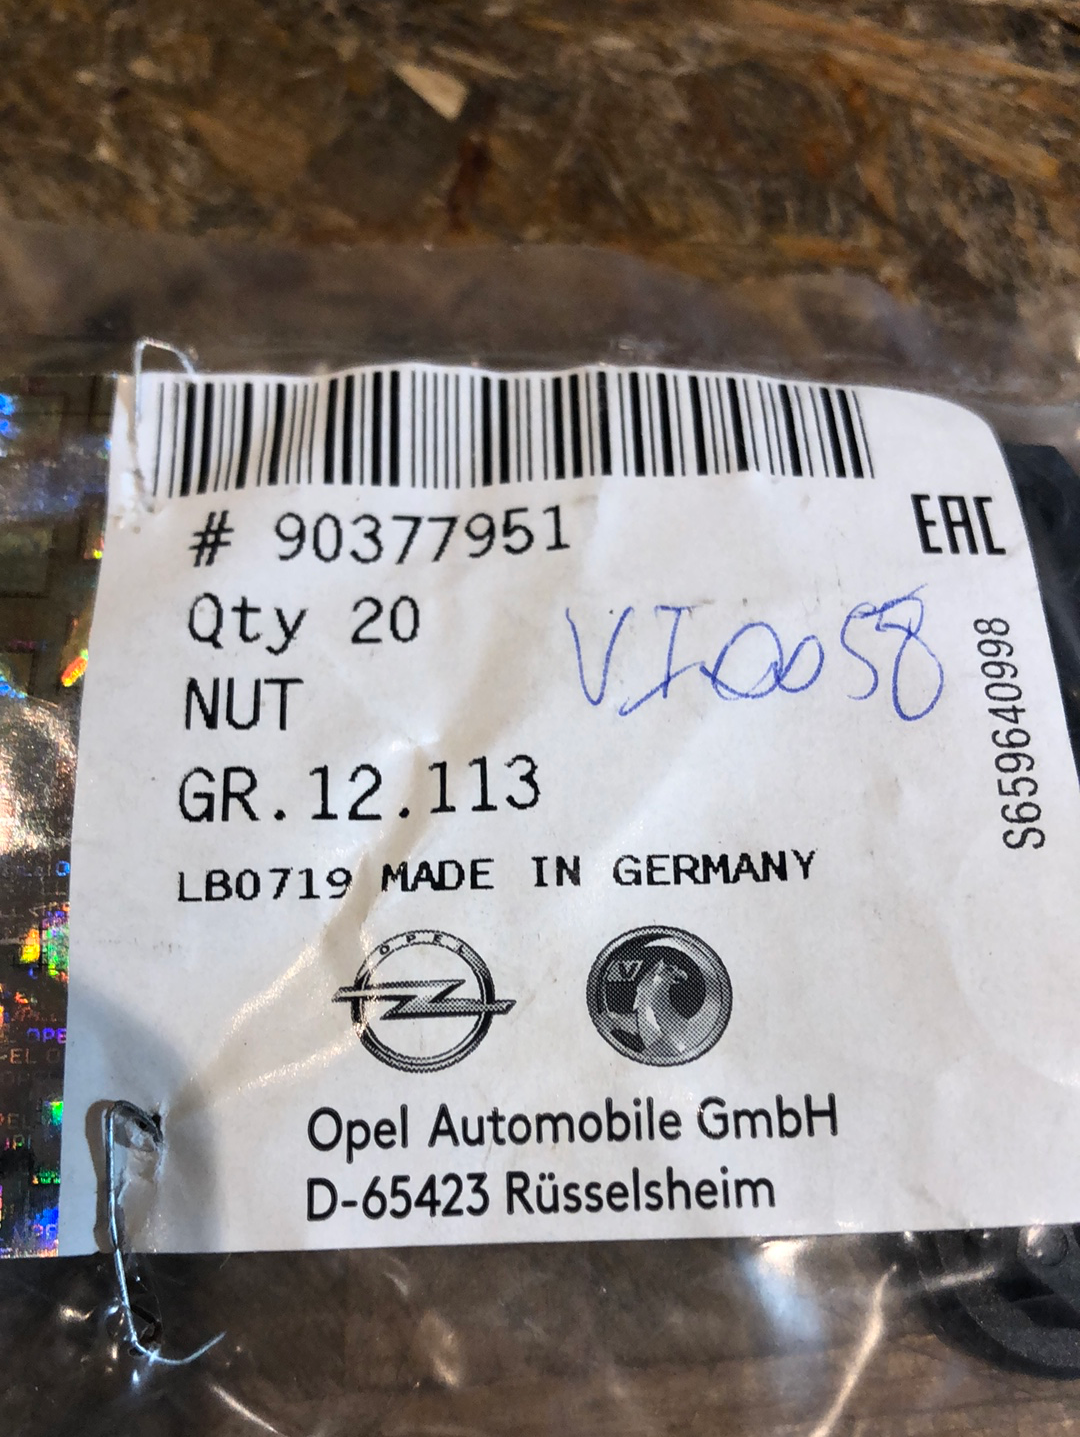 # 90377951
EAC
Qty 20
VI0058
NUT
GR.12.113
S659640998
LB0719 MADE IN GERMANY
OPEL
V
Opel Automobile GmbH
D-65423 Rüsselsheim